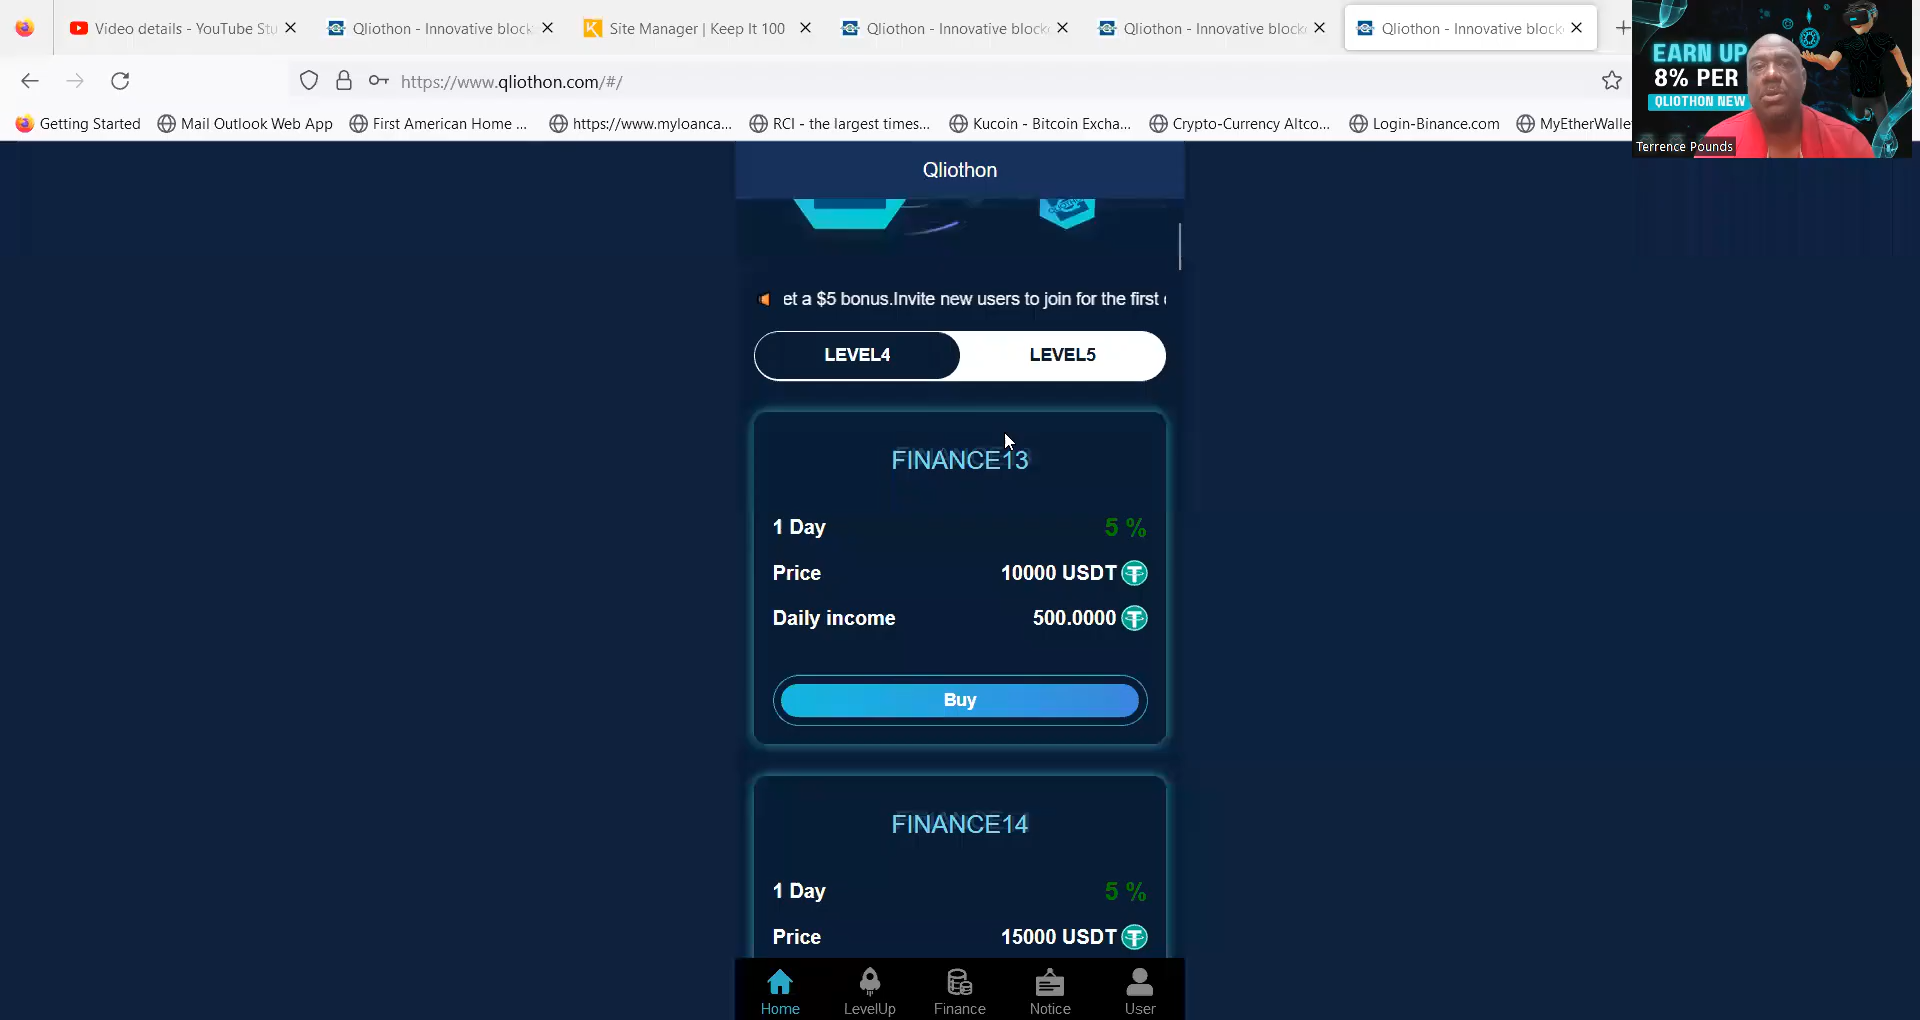 Video details - YouTube Stu
Qliothon - Innovative block
Site Manager | Keep It 100
Qliothon - Innovative block
Qliothon - Innovative block
Qliothon - Innovative block
https://www.qliothon.com/#/
Getting Started
Mail Outlook Web App
First American Home ...
https://www.myloanca...
RCI - the largest times...
Kucoin - Bitcoin Excha...
Crypto-Currency Altco...
Login-Binance.com
MyEtherWalle
EARN UP
8% PER
QLIOTHON NEW
Terrence Pounds
Qliothon
et a $5 bonus.Invite new users to join for the first
LEVEL4
LEVEL5
FINANCE13
1 Day 5 %
Price 10000 USDT
Daily income 500.0000
Buy
FINANCE14
1 Day 5 %
Price 15000 USDT
Home
LevelUp
Finance
Notice
User